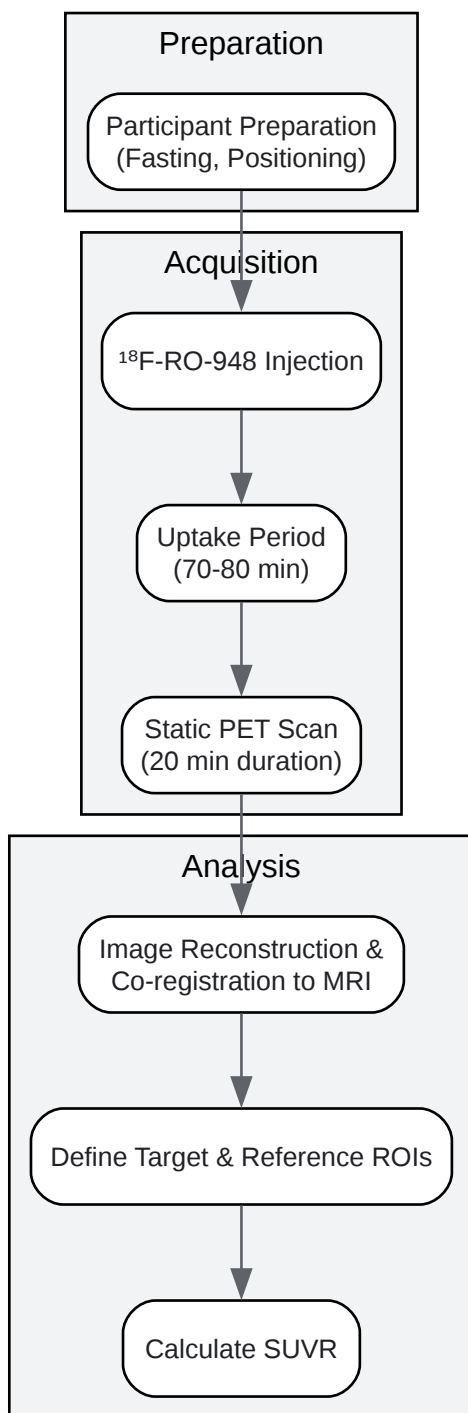 Preparation
Participant Preparation
(Fasting, Positioning)
Acquisition
¹⁸F-RO-948 Injection
Uptake Period
(70-80 min)
Static PET Scan
(20 min duration)
Analysis
Image Reconstruction &
Co-registration to MRI
Define Target & Reference ROIs
Calculate SUVR